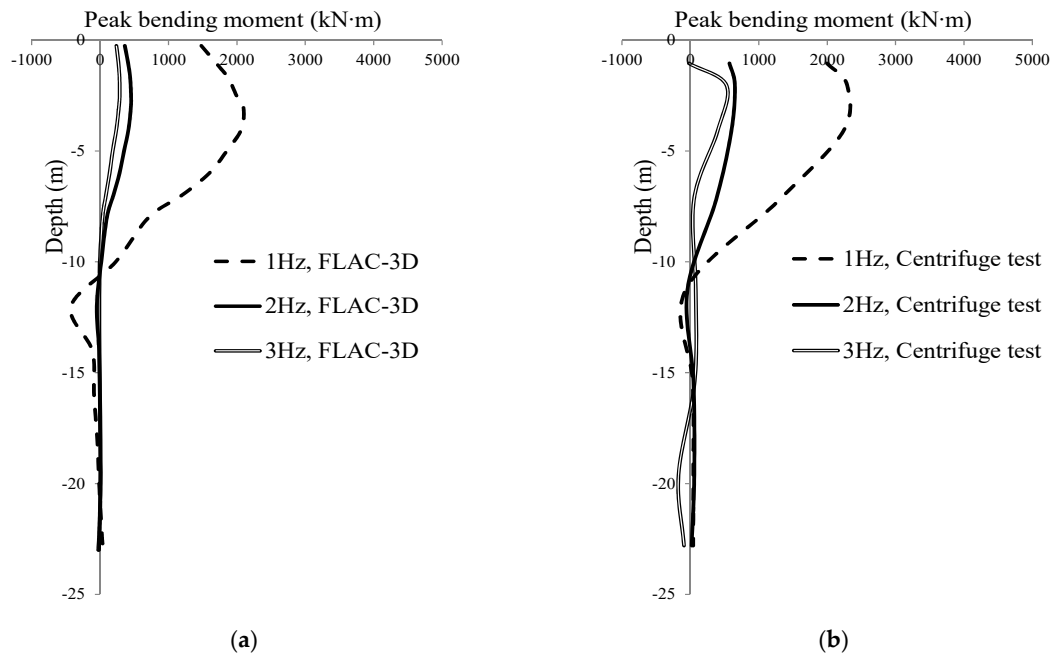 Peak bending moment (kN·m)
-1000 0 1000 2000 3000 4000 5000
0
-5
-10
-15
-20
-25
Depth (m)
1Hz, FLAC-3D
2Hz, FLAC-3D
3Hz, FLAC-3D
(a)
Peak bending moment (kN·m)
-1000 0 1000 2000 3000 4000 5000
0
-5
-10
-15
-20
-25
Depth (m)
1Hz, Centrifuge test
2Hz, Centrifuge test
3Hz, Centrifuge test
(b)